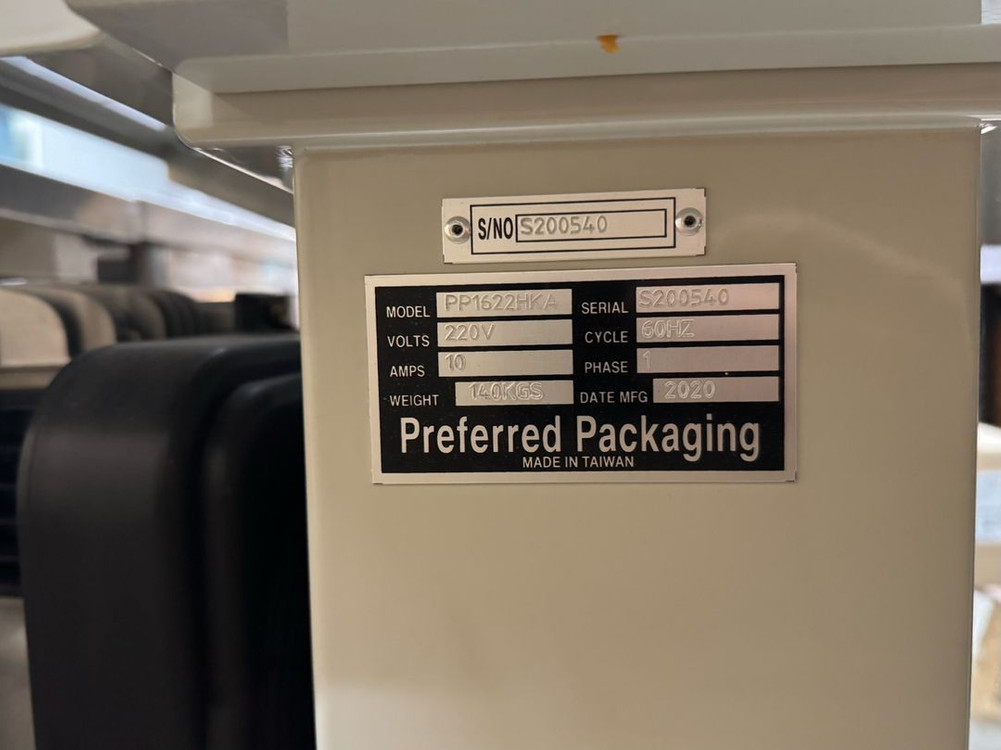 S/NO S200540
MODEL PP1622HKA SERIAL S200540
VOLTS 220V CYCLE 60HZ
AMPS 10 PHASE 1
WEIGHT 140KGS DATE MFG 2020
Preferred Packaging
MADE IN TAIWAN